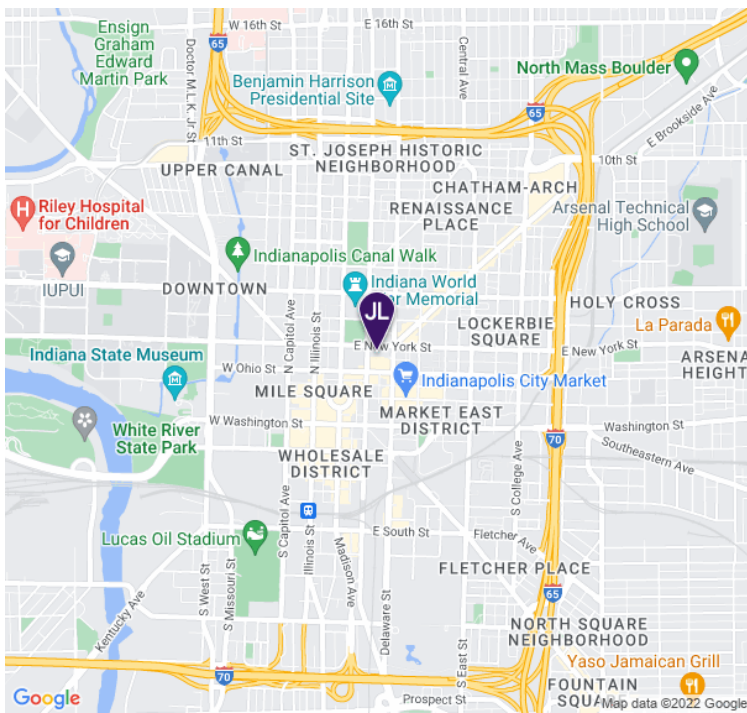 Ensign
Graham
Edward
Martin Park
Doctor M.L.K. Jr St
W 16th St
E 16th St
65
Central Ave
Benjamin Harrison
Presidential Site
North Mass Boulder
65
E Brookside Ave
11th St
ST. JOSEPH HISTORIC
NEIGHBORHOOD
10th St
UPPER CANAL
CHATHAM-ARCH
RENAISSANCE
PLACE
H
Riley Hospital
for Children
Arsenal Technical
High School
Indianapolis Canal Walk
IUPUI
DOWNTOWN
Indiana World
Memorial
JL
HOLY CROSS
N Capitol Ave
N Illinois St
LOCKERBIE
SQUARE
La Parada
E New York St
E New York St
Indiana State Museum
W Ohio St
ARSENA
HEIGHT
Indianapolis City Market
MILE SQUARE
MARKET EAST
DISTRICT
White River
State Park
W Washington St
Washington St
70
Southeastern Ave
WHOLESALE
DISTRICT
S Capitol Ave
S College Ave
Lucas Oil Stadium
E South St
Fletcher Ave
Illinois St
Madison Ave
FLETCHER PLACE
S West St
S Missouri St
Kentucky Ave
Delaware St
65
NORTH SQUARE
NEIGHBORHOOD
S East St
70
Yaso Jamaican Grill
FOUNTAIN
SQUA
Prospect St
Google
Map data ©2022 Google